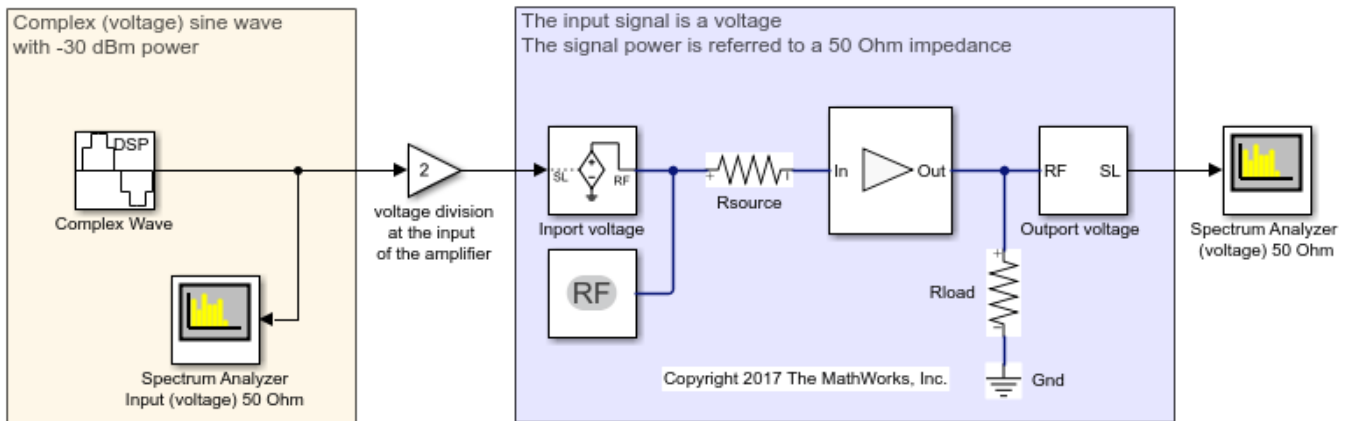 Complex (voltage) sine wave
with -30 dBm power
DSP
Complex Wave
Spectrum Analyzer
Input (voltage) 50 Ohm
2
voltage division
at the input
of the amplifier
The input signal is a voltage
The signal power is referred to a 50 Ohm impedance
SL
RF
Inport voltage
RF
Rsource
In
Out
RF
SL
Outport voltage
Rload
Gnd
Copyright 2017 The MathWorks, Inc.
Spectrum Analyzer
(voltage) 50 Ohm